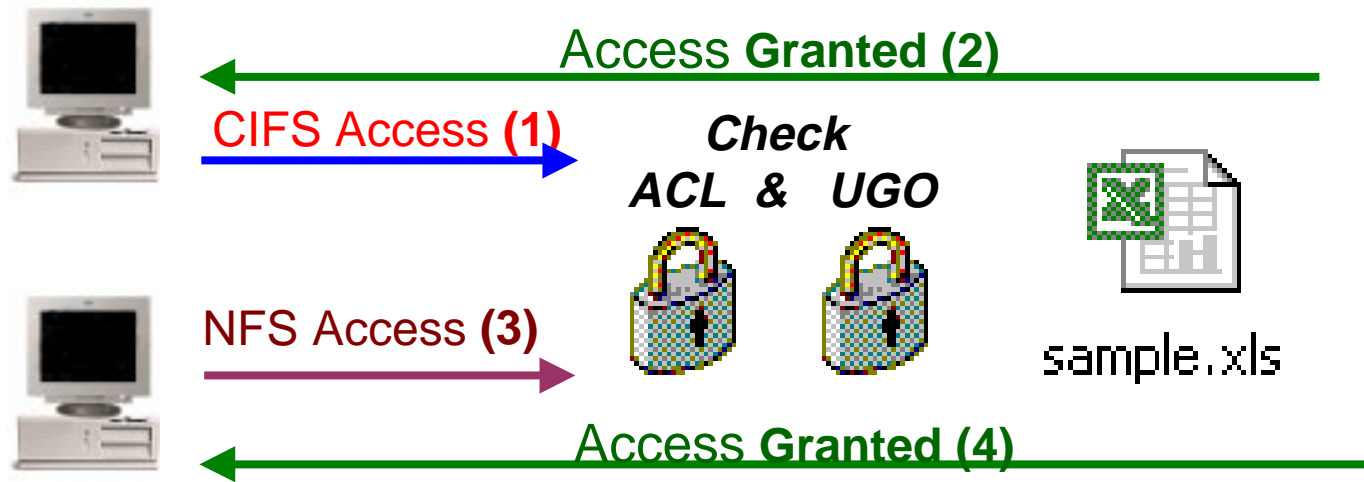 Access Granted (2)
CIFS Access (1)
Check
ACL & UGO
NFS Access (3)
sample.xls
Access Granted (4)